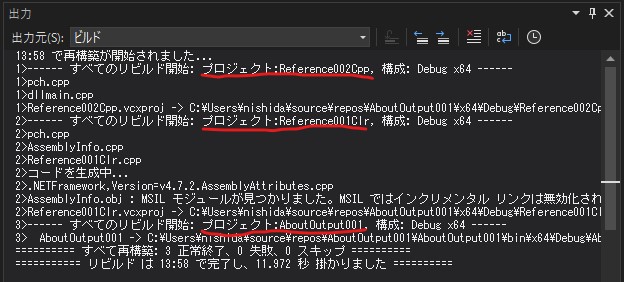 出力
出力元(S): ビルド
13:58 で再構築が開始されました...
1>------ すべてのリビルド開始: プロジェクト:Reference002Cpp, 構成: Debug x64 ------
1>pch.cpp
1>dllmain.cpp
1>Reference002Cpp.vcxproj -> C:¥Users¥nishida¥source¥repos¥AboutOutput001¥x64¥Debug¥Reference002Cp
2>------ すべてのリビルド開始: プロジェクト:Reference001Clr, 構成: Debug x64 ------
2>pch.cpp
2>AssemblyInfo.cpp
2>Reference001Clr.cpp
2>コードを生成中...
2>.NETFramework,Version=v4.7.2.AssemblyAttributes.cpp
2>AssemblyInfo.obj : MSIL モジュールが見つかりました。MSIL ではインクリメンタル リンクは無効化され
2>Reference001Clr.vcxproj -> C:¥Users¥nishida¥source¥repos¥AboutOutput001¥x64¥Debug¥Reference001Cl
3>------ すべてのリビルド開始: プロジェクト:AboutOutput001, 構成: Debug x64 ------
3>  AboutOutput001 -> C:¥Users¥nishida¥source¥repos¥AboutOutput001¥AboutOutput001¥bin¥x64¥Debug¥Ab
========== すべて再構築: 3 正常終了、0 失敗、0 スキップ ==========
========== リビルド は 13:58 で完了し、11.972 秒 掛かりました ==========